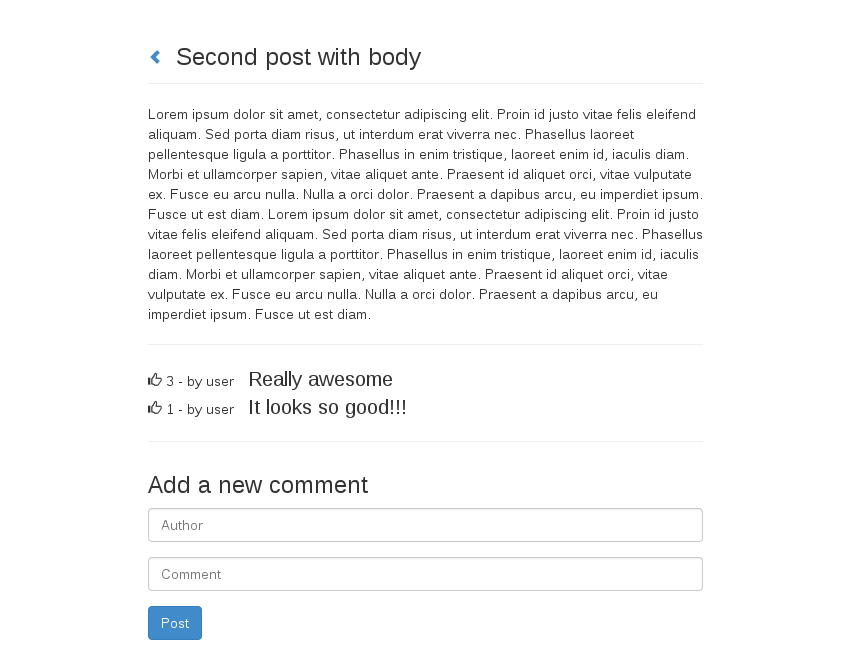 Second post with body
Lorem ipsum dolor sit amet, consectetur adipiscing elit. Proin id justo vitae felis eleifend
aliquam. Sed porta diam risus, ut interdum erat viverra nec. Phasellus laoreet
pellentesque ligula a porttitor. Phasellus in enim tristique, laoreet enim id, iaculis diam.
Morbi et ullamcorper sapien, vitae aliquet ante. Praesent id aliquet orci, vitae vulputate
ex. Fusce eu arcu nulla. Nulla a orci dolor. Praesent a dapibus arcu, eu imperdiet ipsum.
Fusce ut est diam. Lorem ipsum dolor sit amet, consectetur adipiscing elit. Proin id justo
vitae felis eleifend aliquam. Sed porta diam risus, ut interdum erat viverra nec. Phasellus
laoreet pellentesque ligula a porttitor. Phasellus in enim tristique, laoreet enim id, iaculis
diam. Morbi et ullamcorper sapien, vitae aliquet ante. Praesent id aliquet orci, vitae
vulputate ex. Fusce eu arcu nulla. Nulla a orci dolor. Praesent a dapibus arcu, eu
imperdiet ipsum. Fusce ut est diam.
3 - by user Really awesome
1 - by user It looks so good!!!
Add a new comment
Author
Comment
Post